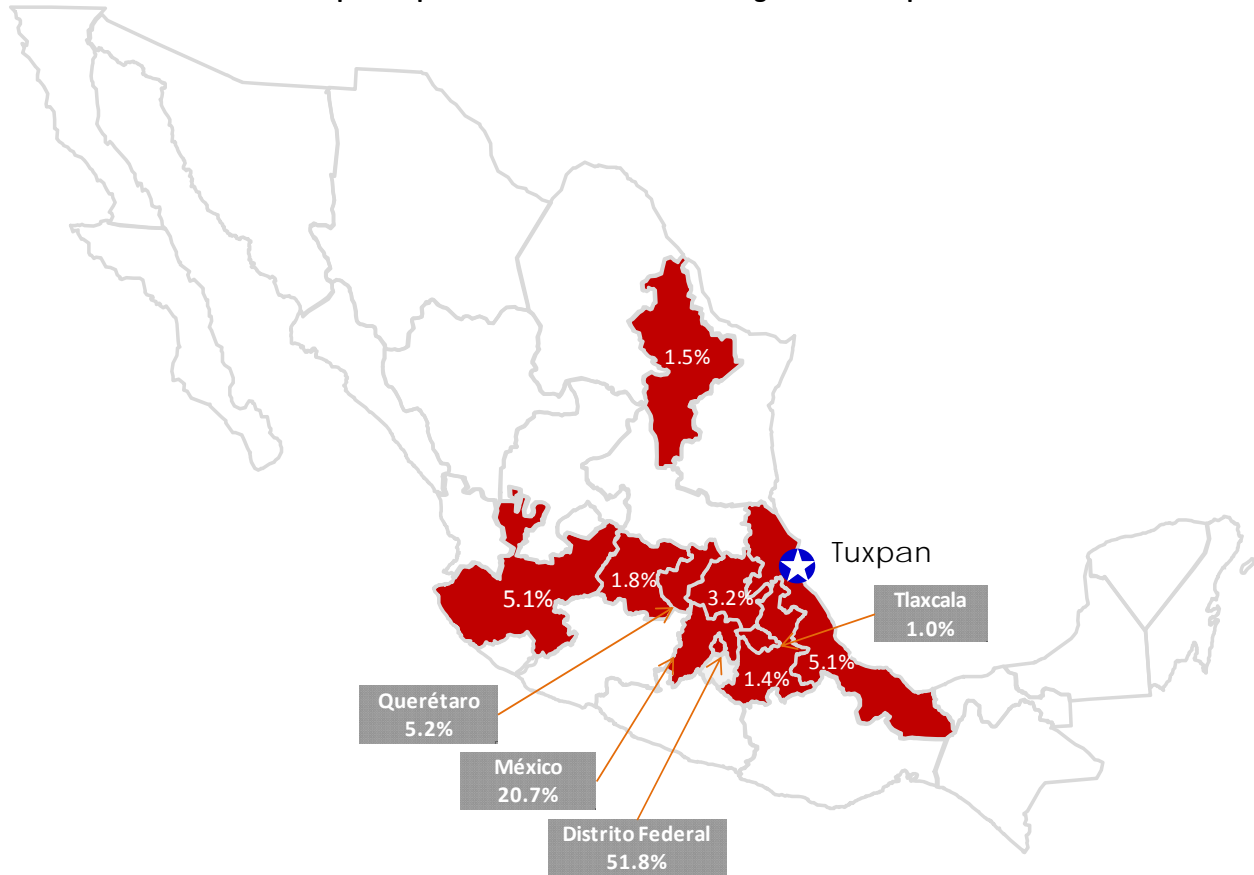 1.5%
Tuxpan
1.8%
5.1%
3.2%
Tlaxcala
1.0%
5.1%
1.4%
Querétaro
5.2%
México
20.7%
Distrito Federal
51.8%